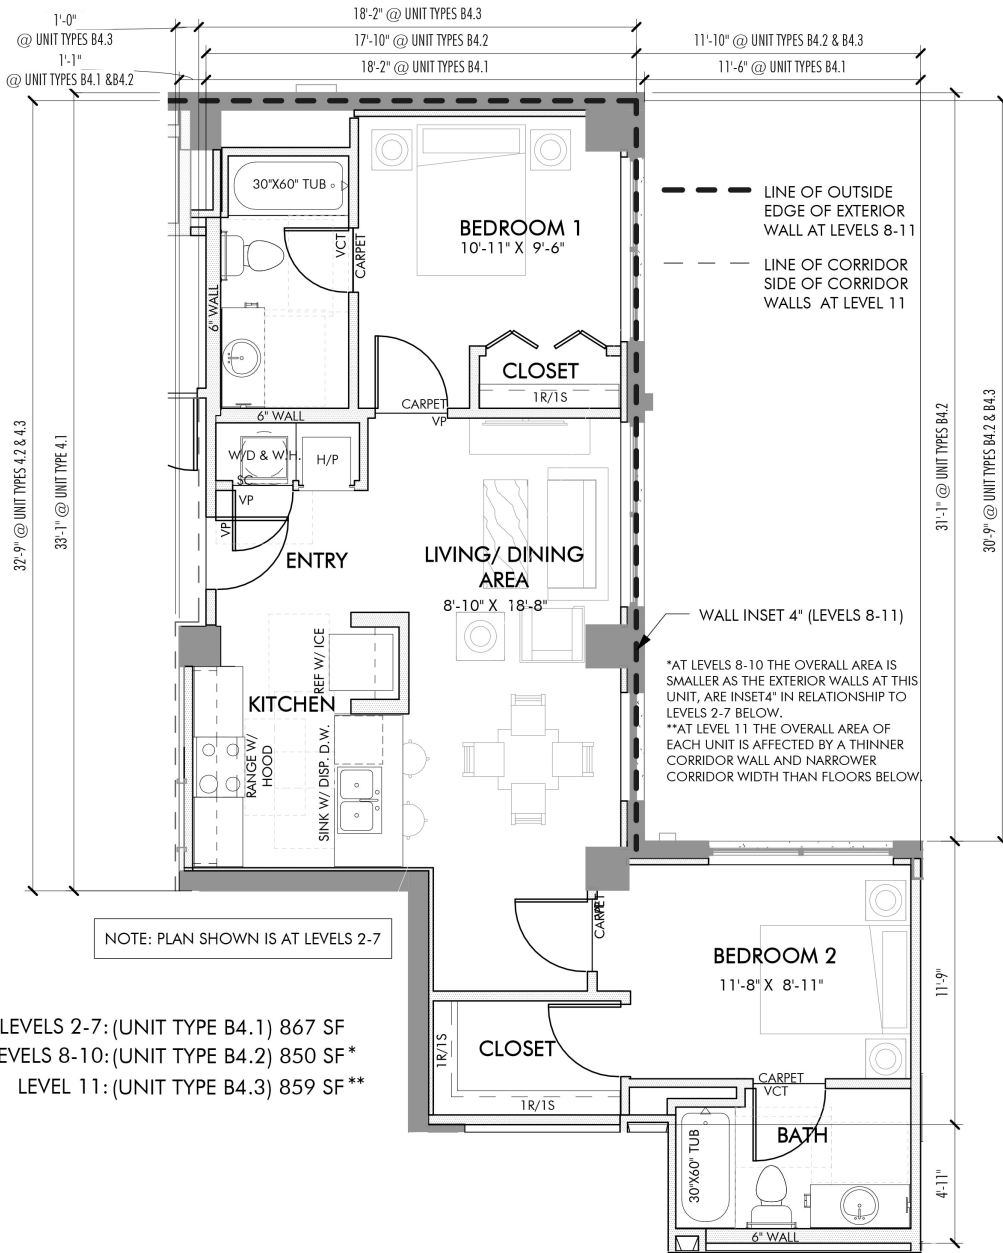 1'-0"
@ UNIT TYPES B4.3
1'-1"
@ UNIT TYPES B4.1 &B4.2
18'-2" @ UNIT TYPES B4.3
17'-10" @ UNIT TYPES B4.2
18'-2" @ UNIT TYPES B4.1
11'-10" @ UNIT TYPES B4.2 & B4.3
11'-6" @ UNIT TYPES B4.1
32'-9" @ UNIT TYPES 4.2 & 4.3
33'-1" @ UNIT TYPE 4.1
31'-1" @ UNIT TYPES B4.2
30'-9" @ UNIT TYPES B4.2 & B4.3
LINE OF OUTSIDE
EDGE OF EXTERIOR
WALL AT LEVELS 8-11
LINE OF CORRIDOR
SIDE OF CORRIDOR
WALLS AT LEVEL 11
30"X60" TUB
VCT
CARPET
BEDROOM 1
10'-11" X 9'-6"
6" WALL
CLOSET
1R/1S
CARPET
VP
6" WALL
W/D & W.H.
H/P
SC
VP
VP
ENTRY
LIVING/ DINING
AREA
8'-10" X 18'-8"
WALL INSET 4" (LEVELS 8-11)
*AT LEVELS 8-10 THE OVERALL AREA IS
SMALLER AS THE EXTERIOR WALLS AT THIS
UNIT, ARE INSET4" IN RELATIONSHIP TO
LEVELS 2-7 BELOW.
**AT LEVEL 11 THE OVERALL AREA OF
EACH UNIT IS AFFECTED BY A THINNER
CORRIDOR WALL AND NARROWER
CORRIDOR WIDTH THAN FLOORS BELOW.
REF W/ ICE
KITCHEN
RANGE W/
HOOD
SINK W/ DISP. D.W.
NOTE: PLAN SHOWN IS AT LEVELS 2-7
CARPET
BEDROOM 2
11'-8" X 8'-11"
11'-9"
LEVELS 2-7: (UNIT TYPE B4.1) 867 SF
EVELS 8-10: (UNIT TYPE B4.2) 850 SF*
LEVEL 11: (UNIT TYPE B4.3) 859 SF**
1R/1S
CLOSET
1R/1S
CARPET
VCT
BATH
30"X60" TUB
4'-11"
6" WALL